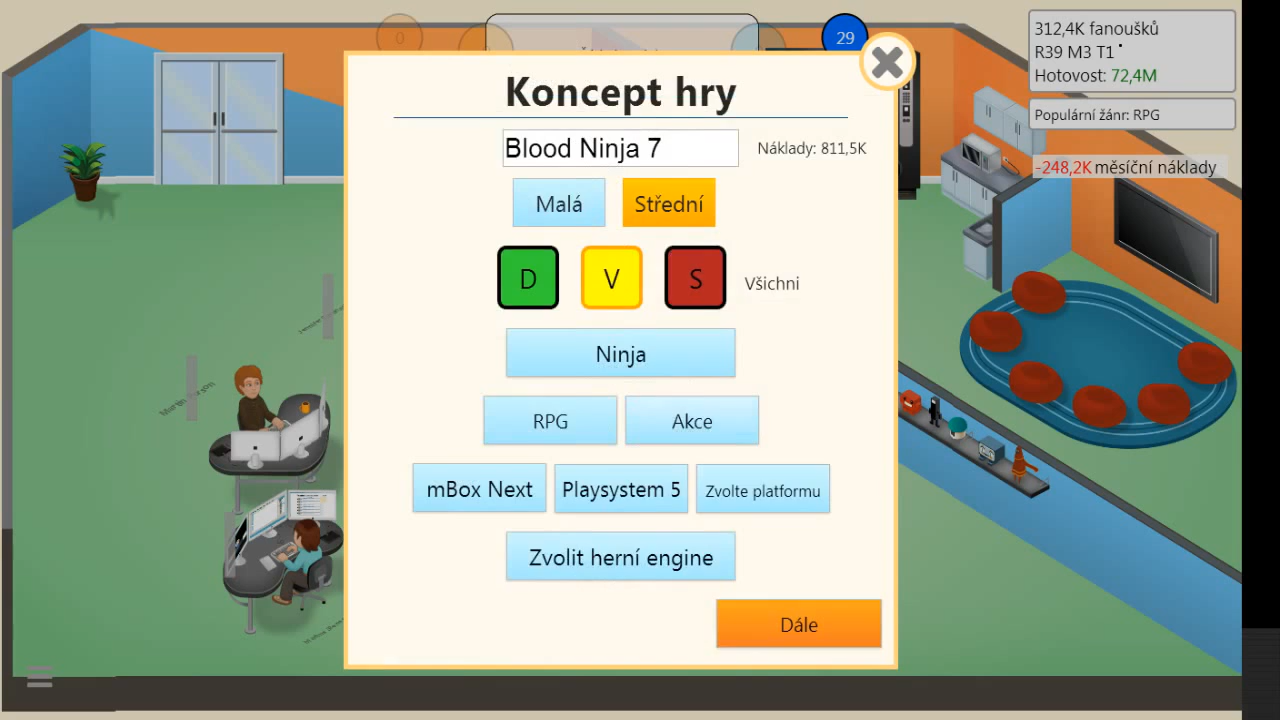 0
29
312,4K fanoušků
R39 M3 T1
Hotovost: 72,4M
Populární žánr: RPG
-248,2K měsíční náklady
Koncept hry
Blood Ninja 7
Náklady: 811,5K
Malá
Střední
D
V
S
Všichni
Ninja
RPG
Akce
mBox Next
Playsystem 5
Zvolte platformu
Zvolit herní engine
Dále